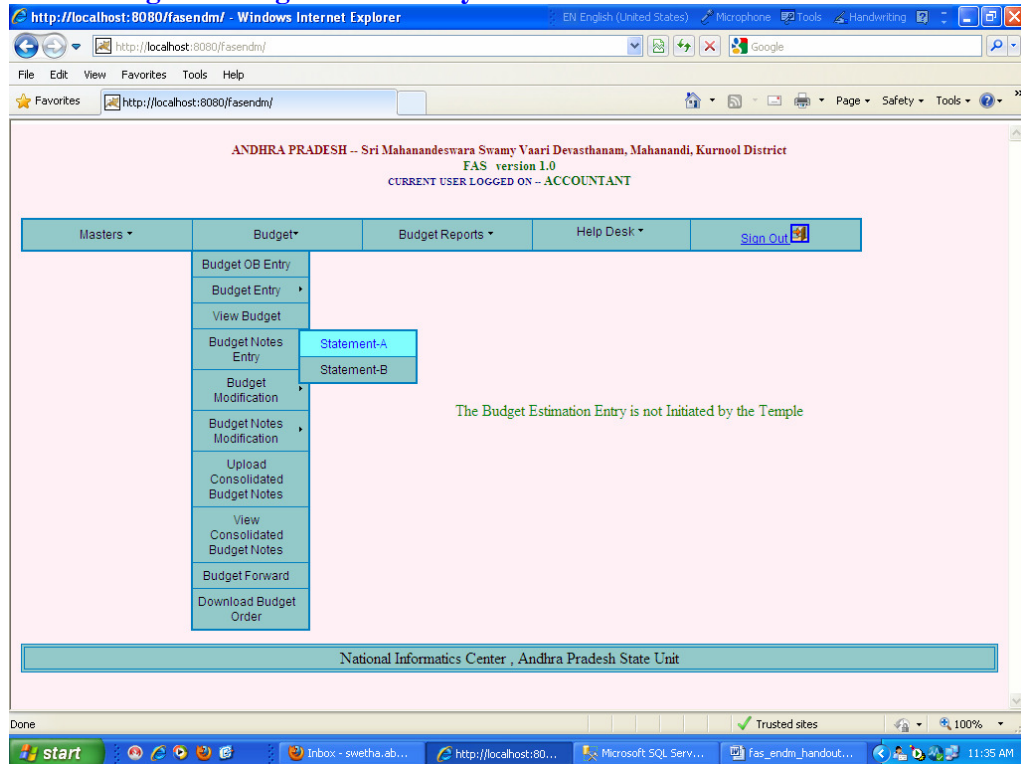 http://localhost:8080/fasendm/ - Windows Internet Explorer
EN English (United States) Microphone Tools Handwriting
http://localhost:8080/fasendm/
Google
File Edit View Favorites Tools Help
Favorites http://localhost:8080/fasendm/ Page Safety Tools
ANDHRA PRADESH -- Sri Mahanandeswara Swamy Vaari Devasthanam, Mahanandi, Kurnool District
FAS version 1.0
CURRENT USER LOGGED ON -- ACCOUNTANT
Masters Budget Budget Reports Help Desk Sign Out
Budget OB Entry
Budget Entry
View Budget
Budget Notes
Entry
Statement-A
Statement-B
Budget
Modification
Budget Notes
Modification
Upload
Consolidated
Budget Notes
View
Consolidated
Budget Notes
Budget Forward
Download Budget
Order
The Budget Estimation Entry is not Initiated by the Temple
National Informatics Center , Andhra Pradesh State Unit
Done Trusted sites 100%
start Inbox - swetha.ab... http://localhost:80... Microsoft SQL Serv... fas_endm_handout... 11:35 AM